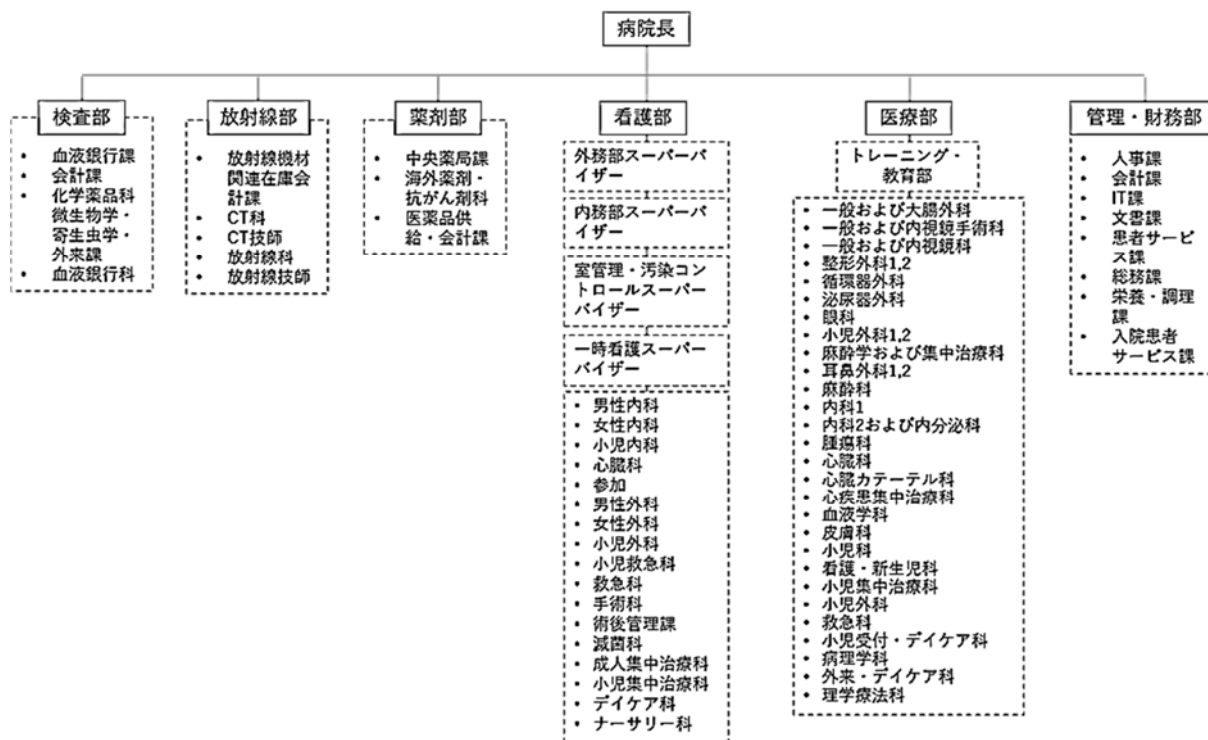 病院長
検査部
• 血液銀行課
• 会計課
• 化学薬品科
微生物学・
寄生虫学・
外来課
• 血液銀行科
放射線部
• 放射線機材
関連在庫会
計課
• CT科
• CT技師
• 放射線科
• 放射線技師
薬剤部
• 中央薬局課
• 海外薬剤・
抗がん剤科
• 医薬品供
給・会計課
看護部
外務部スーパーバ
イザー
内務部スーパーバ
イザー
室管理・汚染コン
トロールスーパー
バイザー
一時看護スーパー
バイザー
• 男性内科
• 女性内科
• 小児内科
• 心臓科
• 参加
• 男性外科
• 女性外科
• 小児外科
• 小児救急科
• 救急科
• 手術科
• 術後管理課
• 滅菌科
• 成人集中治療科
• 小児集中治療科
• デイケア科
• ナーサリー科
医療部
トレーニング・
教育部
• 一般および大腸外科
• 一般および内視鏡手術科
• 一般および内視鏡科
• 整形外科1,2
• 循環器外科
• 泌尿器外科
• 眼科
• 小児外科1,2
• 麻酔学および集中治療科
• 耳鼻外科1,2
• 麻酔科
• 内科1
• 内科2および内分泌科
• 腫瘍科
• 心臓科
• 心臓カテーテル科
• 心疾患集中治療科
• 血液学科
• 皮膚科
• 小児科
• 看護・新生児科
• 小児集中治療科
• 小児外科
• 救急科
• 小児受付・デイケア科
• 病理学科
• 外来・デイケア科
• 理学療法科
管理・財務部
• 人事課
• 会計課
• IT課
• 文書課
• 患者サービ
ス課
• 総務課
• 栄養・調理
課
• 入院患者
サービス課